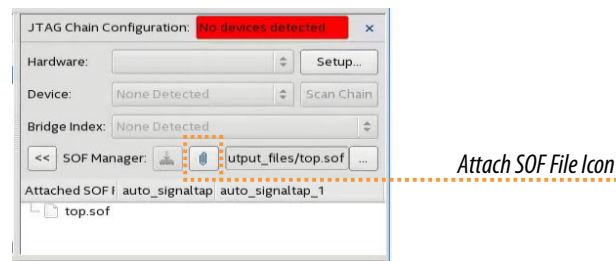 JTAG Chain Configuration: No devices detected x
Hardware: Setup...
Device: None Detected Scan Chain
Bridge Index: None Detected
<< SOF Manager: utput_files/top.sof ...
Attach SOF File Icon
Attached SOF F auto_signaltap auto_signaltap_1
top.sof